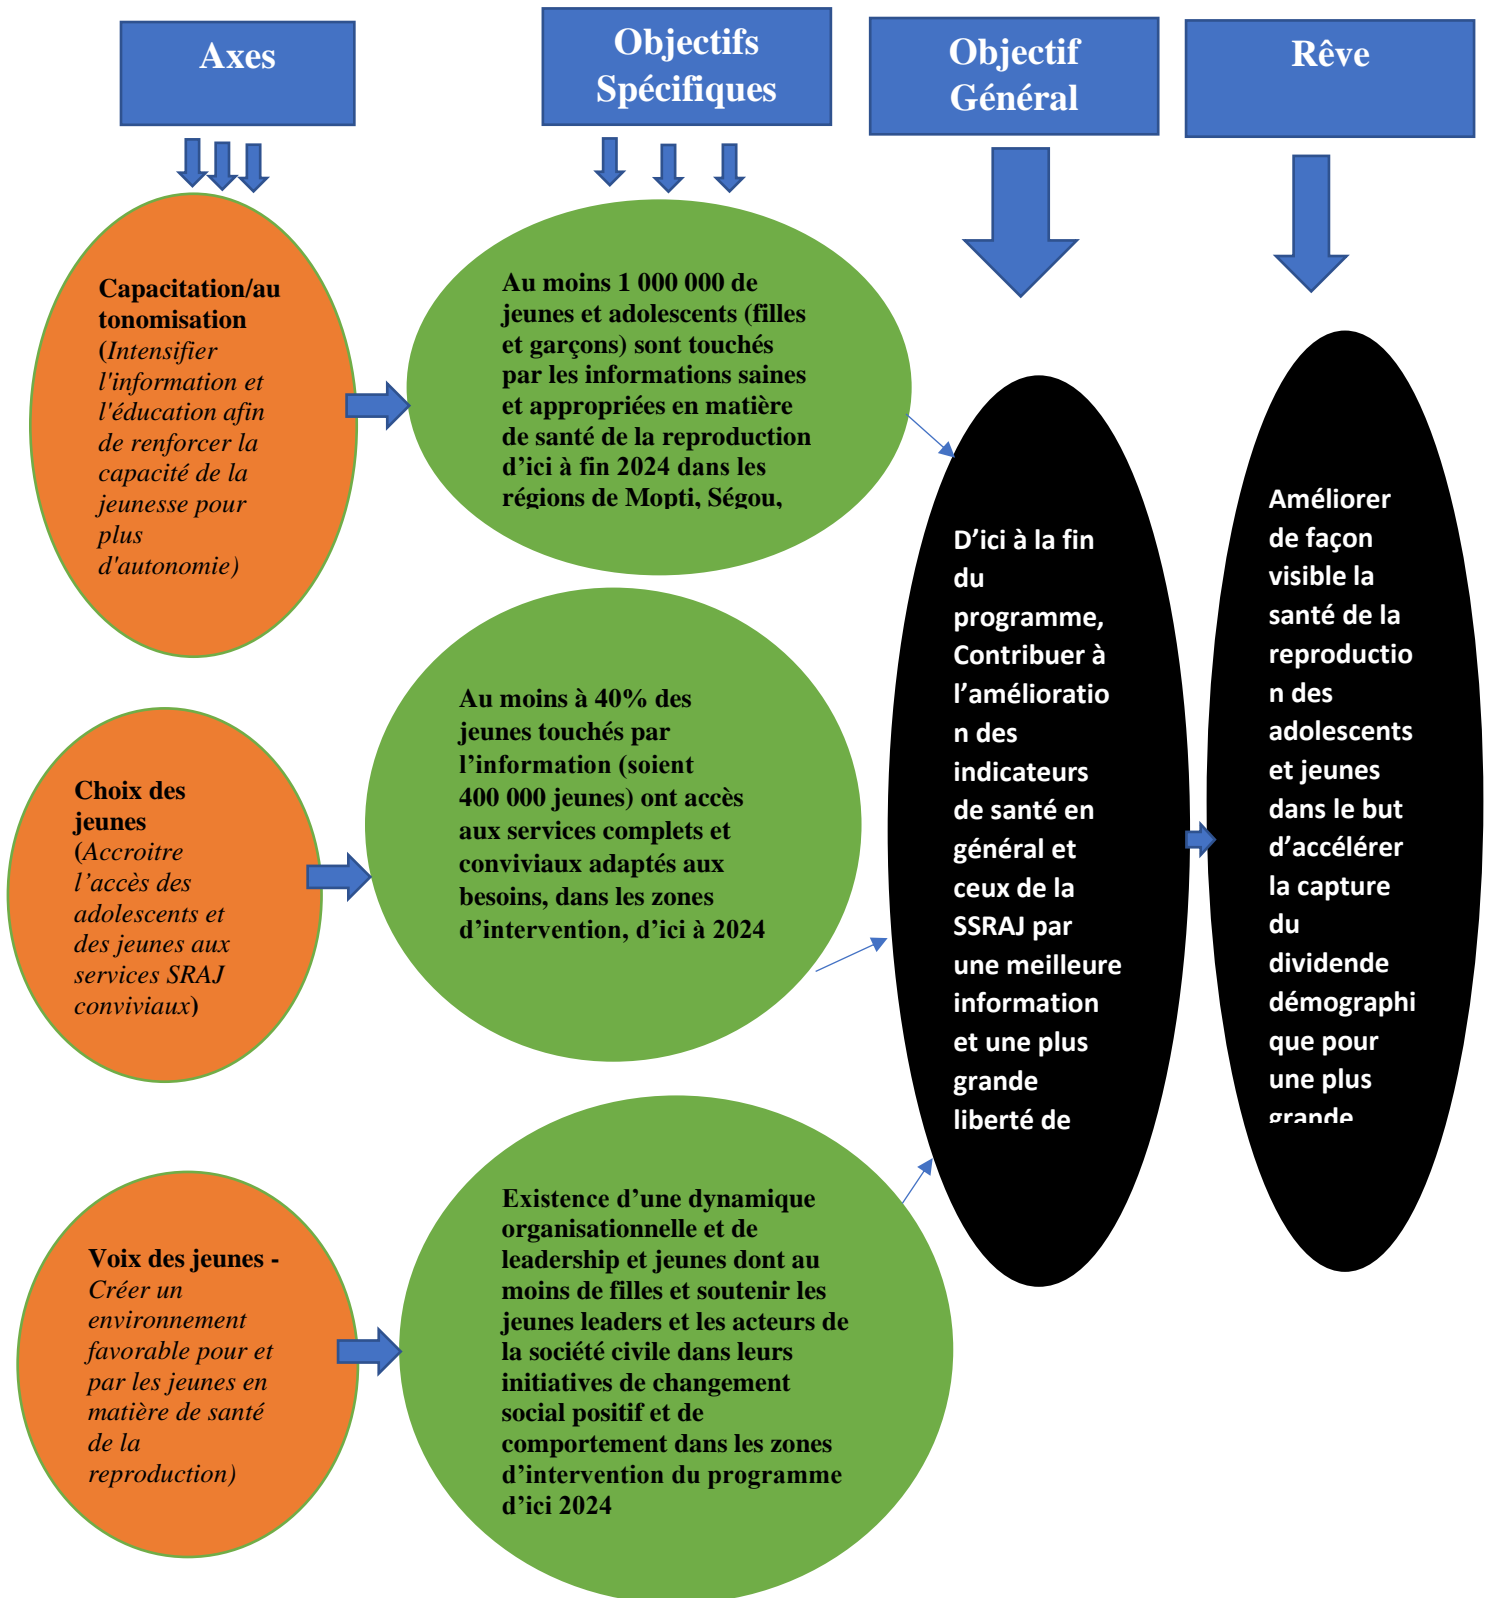 Axes
Objectifs
Spécifiques
Objectif
Général
Rêve
Capacitation/au
tonomisation
(Intensifier
l'information et
l'éducation afin
de renforcer la
capacité de la
jeunesse pour
plus
d'autonomie)
Au moins 1 000 000 de
jeunes et adolescents (filles
et garçons) sont touchés
par les informations saines
et appropriées en matière
de santé de la reproduction
d’ici à fin 2024 dans les
régions de Mopti, Ségou,
Choix des
jeunes
(Accroitre
l’accès des
adolescents et
des jeunes aux
services SRAJ
conviviaux)
Au moins à 40% des
jeunes touchés par
l’information (soient
400 000 jeunes) ont accès
aux services complets et
conviviaux adaptés aux
besoins, dans les zones
d’intervention, d’ici à 2024
Voix des jeunes -
Créer un
environnement
favorable pour et
par les jeunes en
matière de santé
de la
reproduction)
Existence d’une dynamique
organisationnelle et de
leadership et jeunes dont au
moins de filles et soutenir les
jeunes leaders et les acteurs de
la société civile dans leurs
initiatives de changement
social positif et de
comportement dans les zones
d’intervention du programme
d’ici 2024
D’ici à la fin
du
programme,
Contribuer à
l’amélioratio
n des
indicateurs
de santé en
général et
ceux de la
SSRAJ par
une meilleure
information
et une plus
grande
liberté de
Améliorer
de façon
visible la
santé de la
reproductio
n des
adolescents
et jeunes
dans le but
d’accélérer
la capture
du
dividende
démographi
que pour
une plus
grande